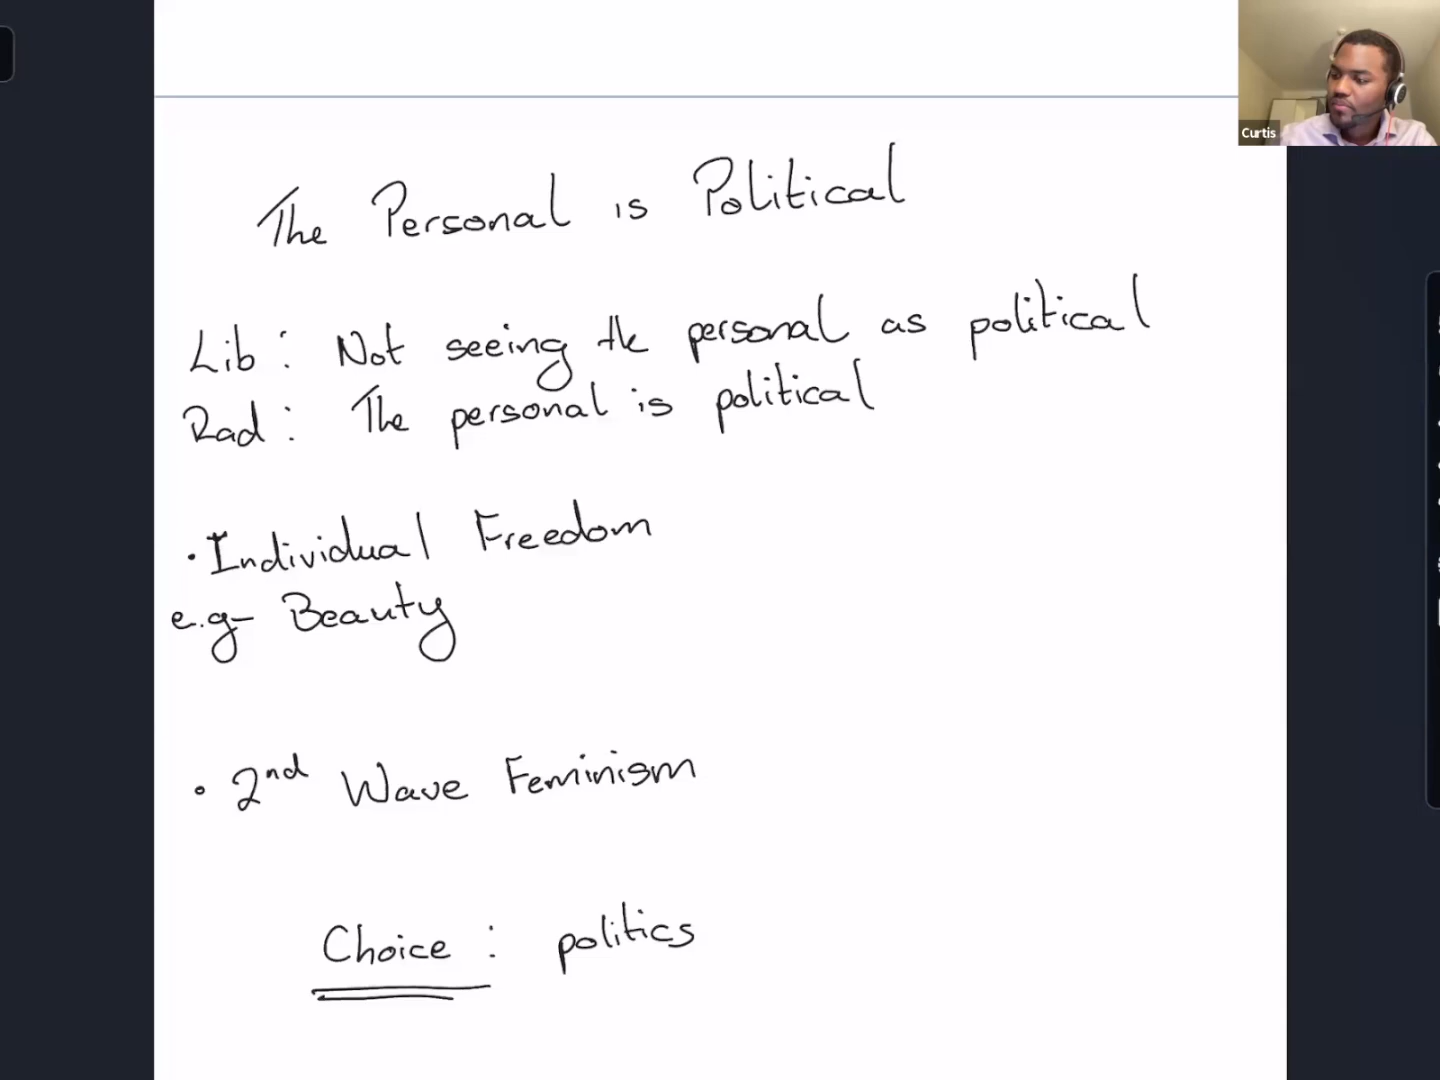 Curtis
The Personal is Political
Lib: Not seeing the personal as political
Rad: The personal is political
• Individual Freedom
e.g- Beauty
• 2nd Wave Feminism
Choice: politics